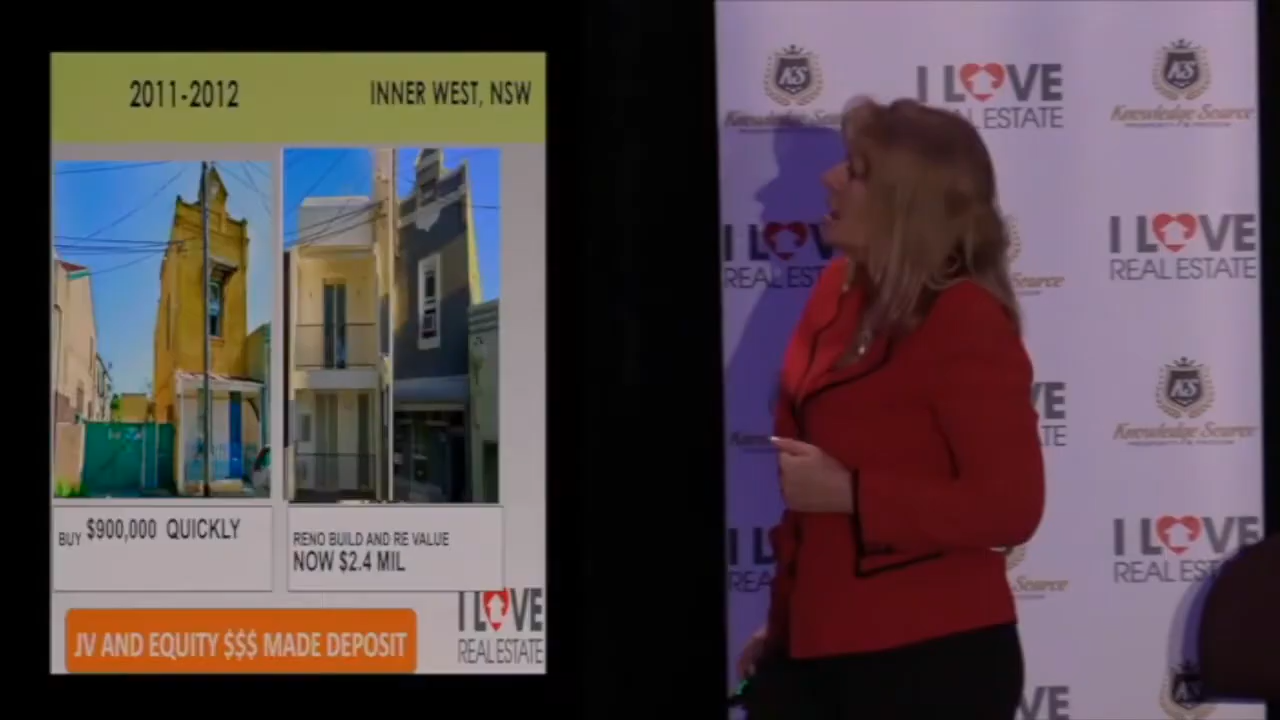 2011-2012
INNER WEST, NSW
BUY $900,000 QUICKLY
RENO BUILD AND RE VALUE
NOW $2.4 MIL
JV AND EQUITY $$$ MADE DEPOSIT
I LOVE
REAL ESTATE
KS
Knowledge Source
I LOVE
REAL ESTATE
KS
Knowledge Source
I LOVE
REAL ESTATE
I LOVE
REAL ESTATE
KS
Knowledge Source
I LOVE
REAL ESTATE